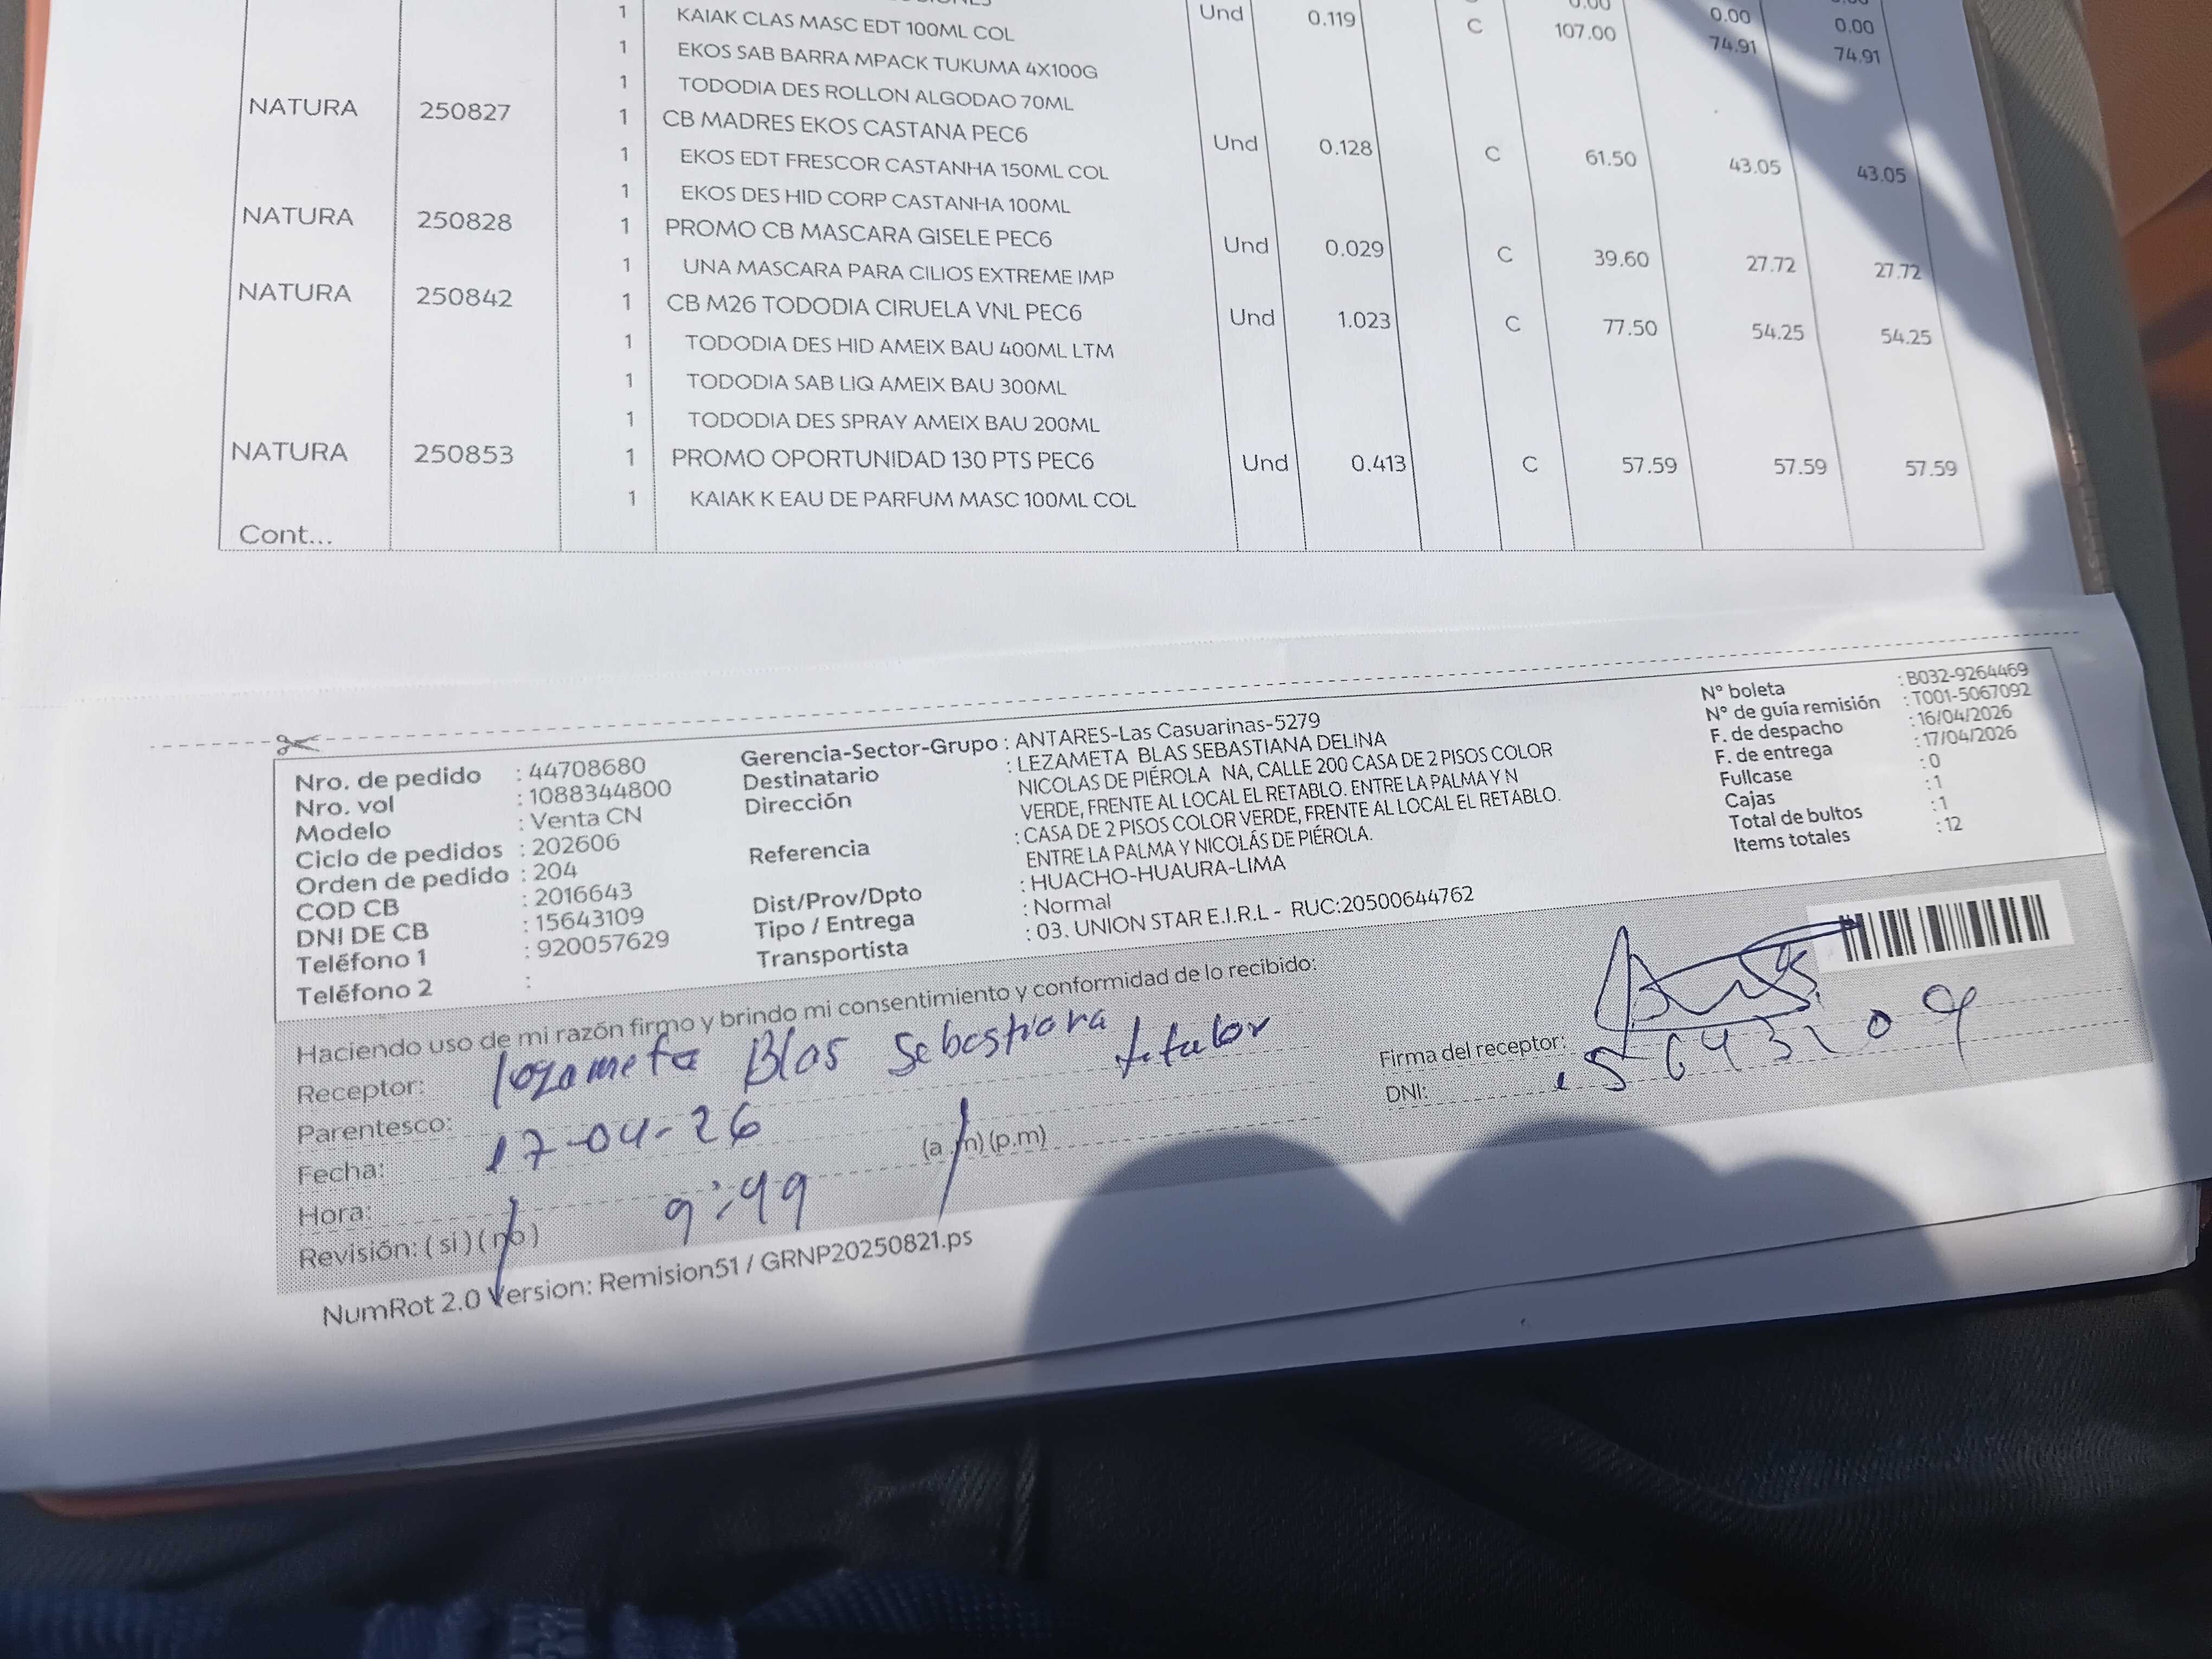 1 KAIAK CLAS MASC EDT 100ML COL Und 0.119 C 107.00 74.91 74.91
1 EKOS SAB BARRA MPACK TUKUMA 4X100G
1 TODODIA DES ROLLON ALGODAO 70ML
NATURA 250827 1 CB MADRES EKOS CASTANA PEC6 Und 0.128 C 61.50 43.05 43.05
1 EKOS EDT FRESCOR CASTANHA 150ML COL
1 EKOS DES HID CORP CASTANHA 100ML
NATURA 250828 1 PROMO CB MASCARA GISELE PEC6 Und 0.029 C 39.60 27.72 27.72
1 UNA MASCARA PARA CILIOS EXTREME IMP
NATURA 250842 1 CB M26 TODODIA CIRUELA VNL PEC6 Und 1.023 C 77.50 54.25 54.25
1 TODODIA DES HID AMEIX BAU 400ML LTM
1 TODODIA SAB LIQ AMEIX BAU 300ML
1 TODODIA DES SPRAY AMEIX BAU 200ML
NATURA 250853 1 PROMO OPORTUNIDAD 130 PTS PEC6 Und 0.413 C 57.59 57.59 57.59
1 KAIAK K EAU DE PARFUM MASC 100ML COL
Cont...
Nro. de pedido : 44708680
Nro. vol : 1088344800
Modelo : Venta CN
Ciclo de pedidos : 202606
Orden de pedido : 204
COD CB : 2016643
DNI DE CB : 15643109
Teléfono 1 : 920057629
Teléfono 2 :
Gerencia-Sector-Grupo : ANTARES-Las Casuarinas-5279
Destinatario : LEZAMETA BLAS SEBASTIANA DELINA
Dirección NICOLAS DE PIÉROLA NA, CALLE 200 CASA DE 2 PISOS COLOR
VERDE, FRENTE AL LOCAL EL RETABLO. ENTRE LA PALMA Y N
Referencia : CASA DE 2 PISOS COLOR VERDE, FRENTE AL LOCAL EL RETABLO.
ENTRE LA PALMA Y NICOLÁS DE PIÉROLA.
Dist/Prov/Dpto : HUACHO-HUAURA-LIMA
Tipo / Entrega : Normal
Transportista : 03. UNION STAR E.I.R.L - RUC:20500644762
N° boleta : B032-9264469
N° de guía remisión : T001-5067092
F. de despacho : 16/04/2026
F. de entrega : 17/04/2026
Fullcase : 0
Cajas : 1
Total de bultos : 1
Items totales : 12
Haciendo uso de mi razón firmo y brindo mi consentimiento y conformidad de lo recibido:
Receptor: lozameta Blas Sebastiana
Parentesco: titular
Fecha: 17-04-26
Hora: 9:49 (a.m) (p.m)
Revisión: (si) (no)
Firma del receptor:
DNI: 15643109
NumRot 2.0 Version: Remision51 / GRNP20250821.ps